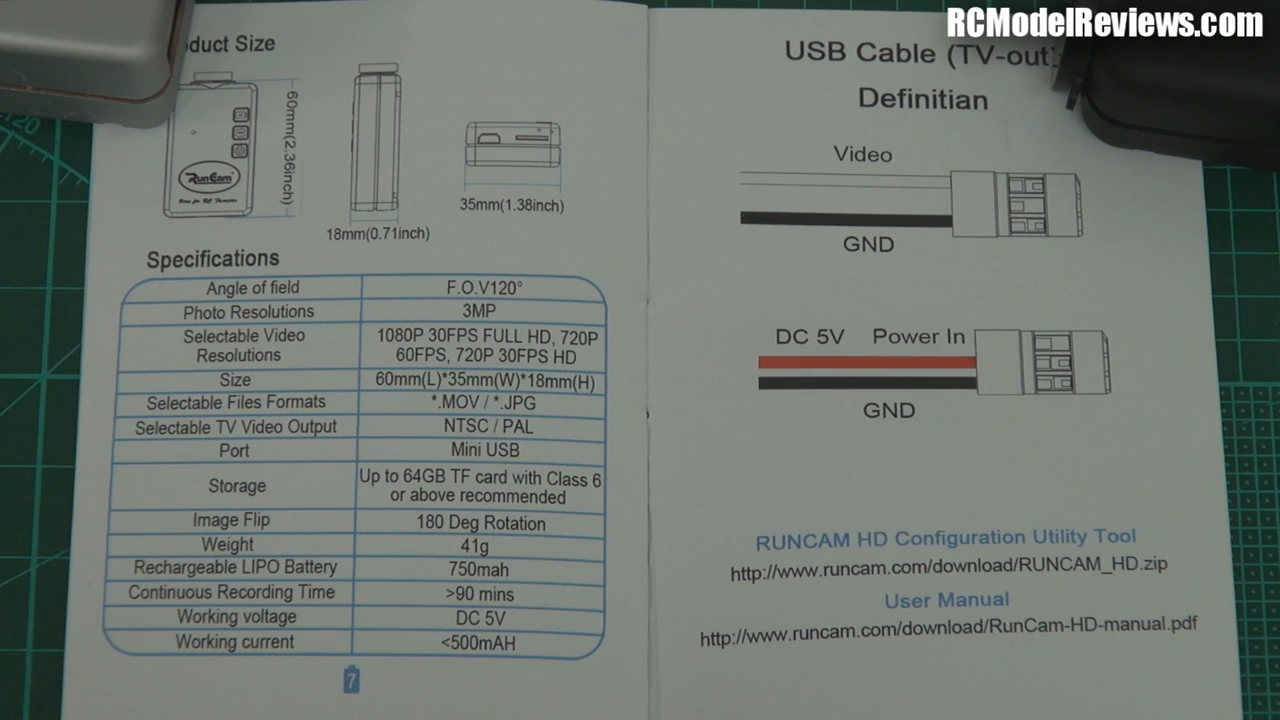 RCModelReviews.com
Product Size
60mm(2.36inch)
RunCam
18mm(0.71inch)
35mm(1.38inch)
Specifications
Angle of field F.O.V120°
Photo Resolutions 3MP
Selectable Video Resolutions 1080P 30FPS FULL HD, 720P
60FPS, 720P 30FPS HD
Size 60mm(L)*35mm(W)*18mm(H)
Selectable Files Formats *.MOV / *.JPG
Selectable TV Video Output NTSC / PAL
Port Mini USB
Storage Up to 64GB TF card with Class 6
or above recommended
Image Flip 180 Deg Rotation
Weight 41g
Rechargeable LIPO Battery 750mah
Continuous Recording Time >90 mins
Working voltage DC 5V
Working current <500mAH
7
USB Cable (TV-out)
Definitian
Video
GND
DC 5V Power In
GND
RUNCAM HD Configuration Utility Tool
http://www.runcam.com/download/RUNCAM_HD.zip
User Manual
http://www.runcam.com/download/RunCam-HD-manual.pdf